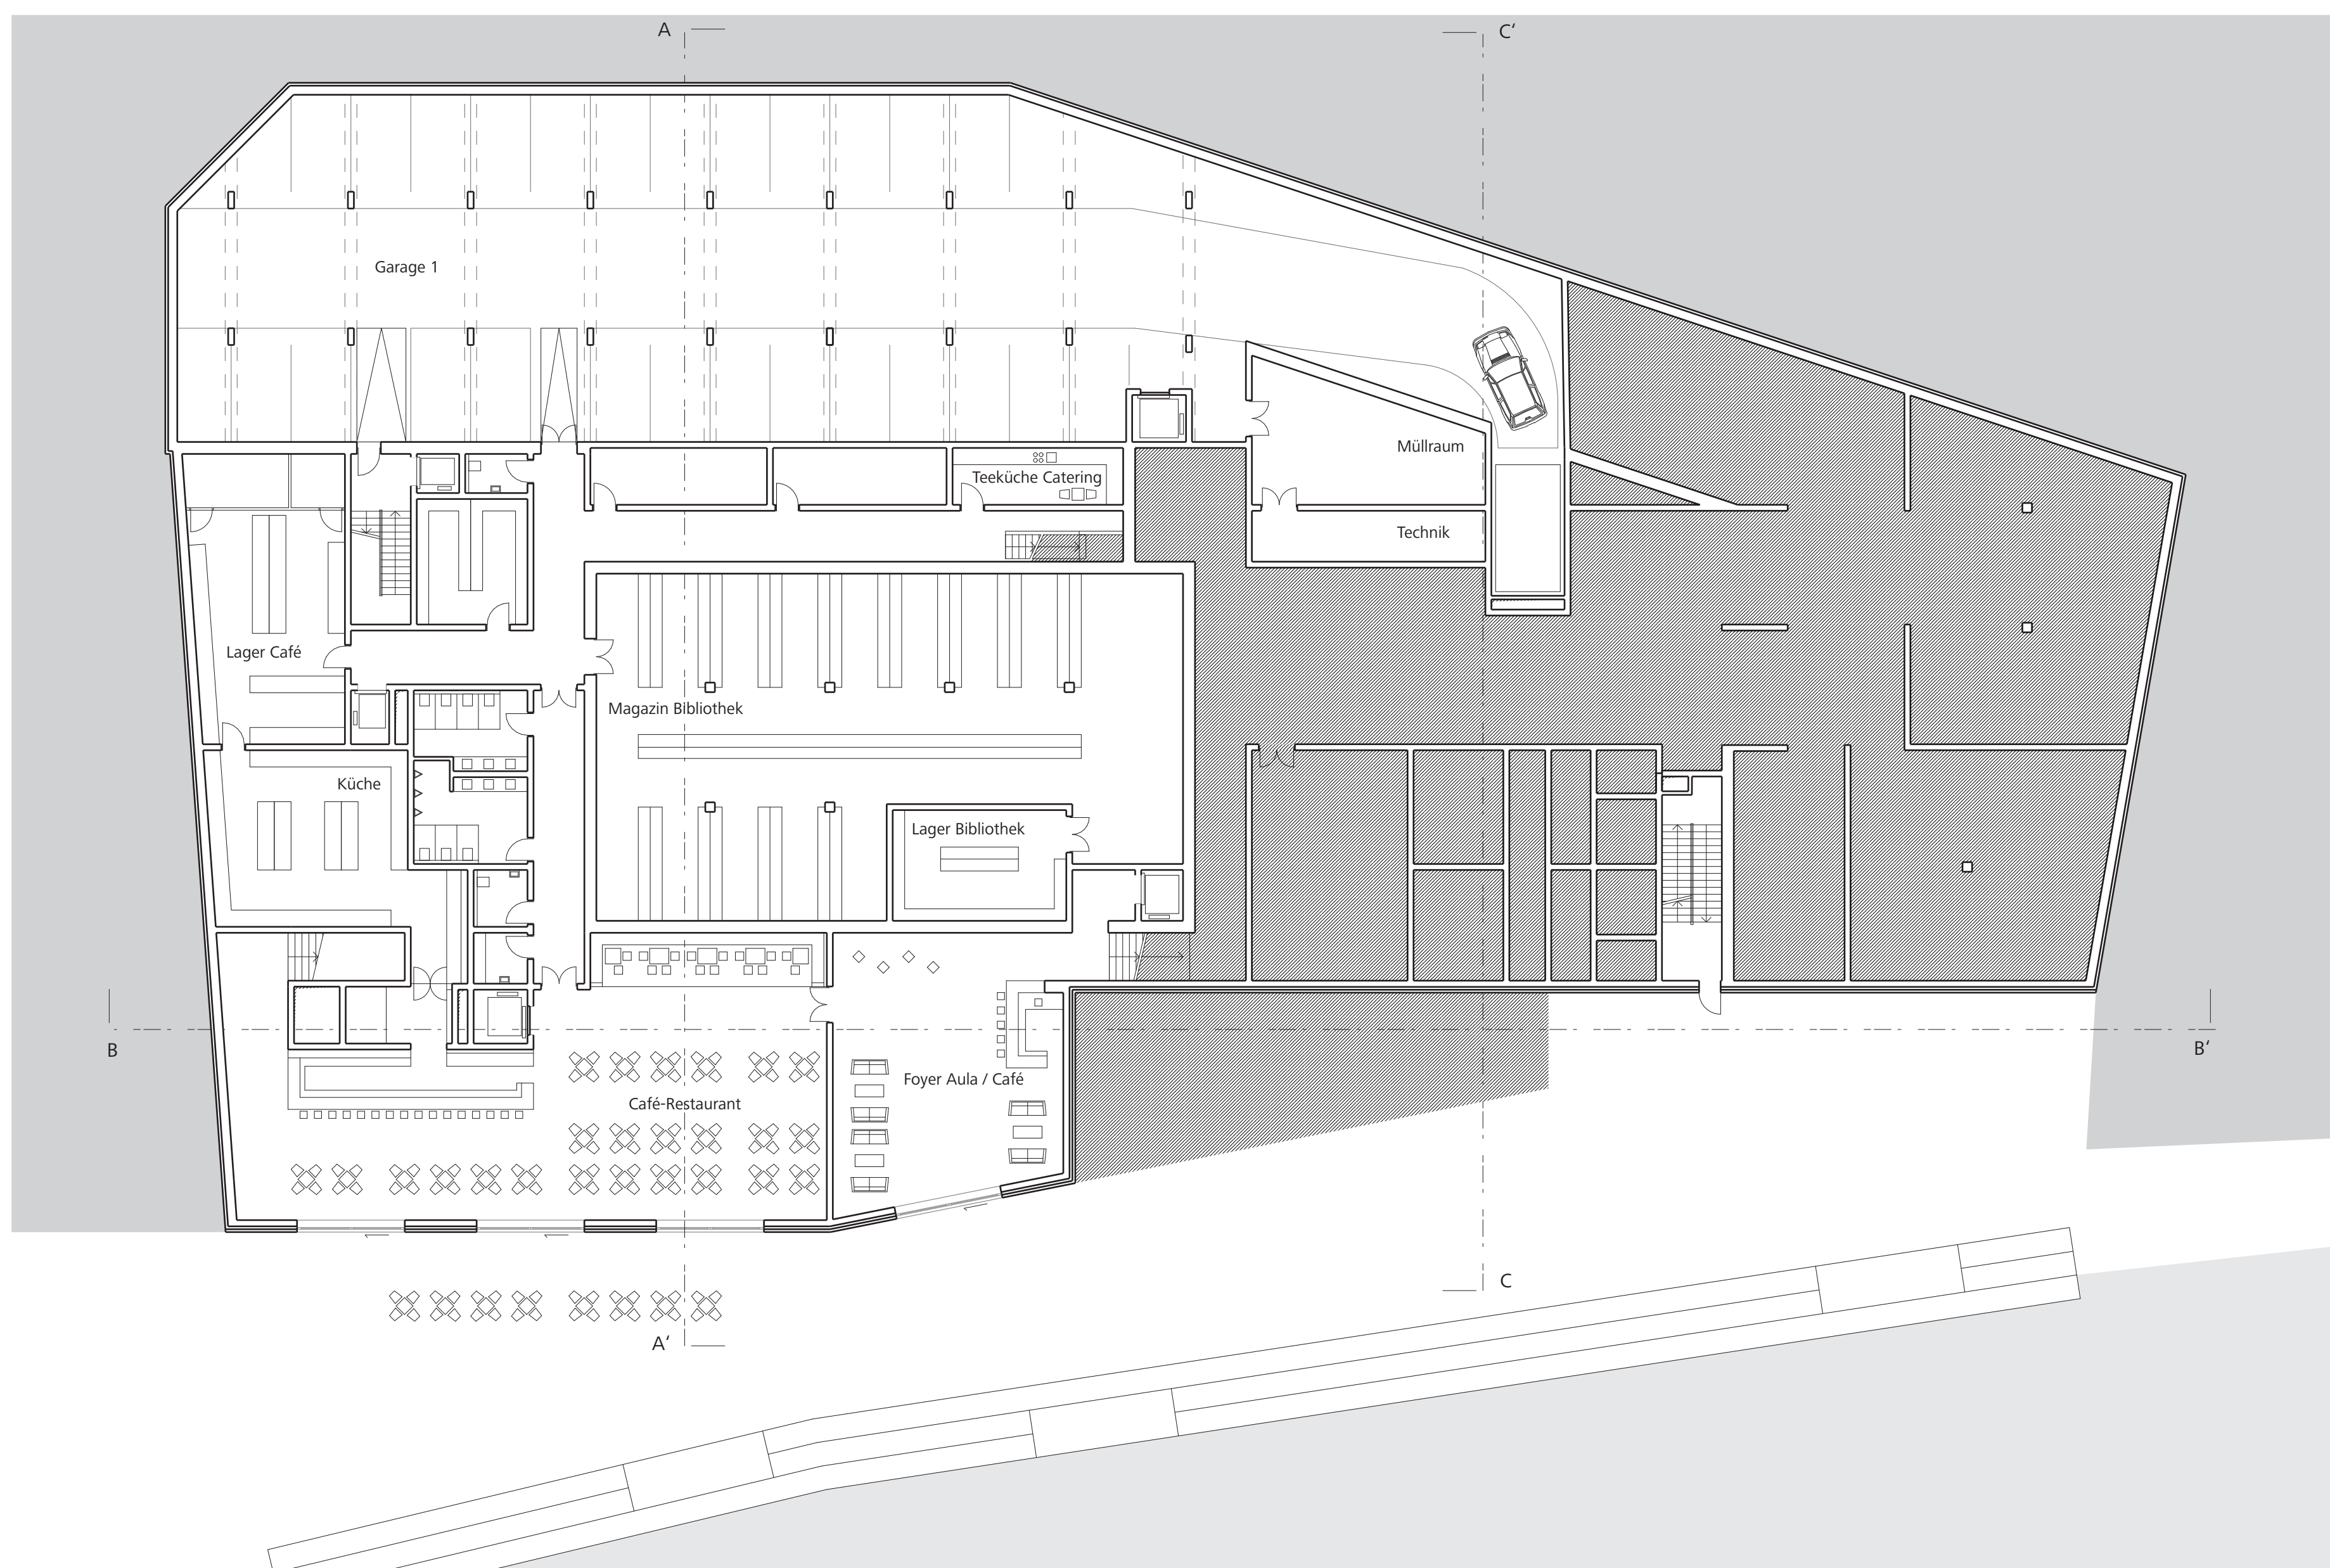 A
C‘
Garage 1
Müllraum
Teeküche Catering
Technik
Lager Café
Magazin Bibliothek
Küche
Lager Bibliothek
B
B‘
Foyer Aula / Café
Café-Restaurant
C
A‘